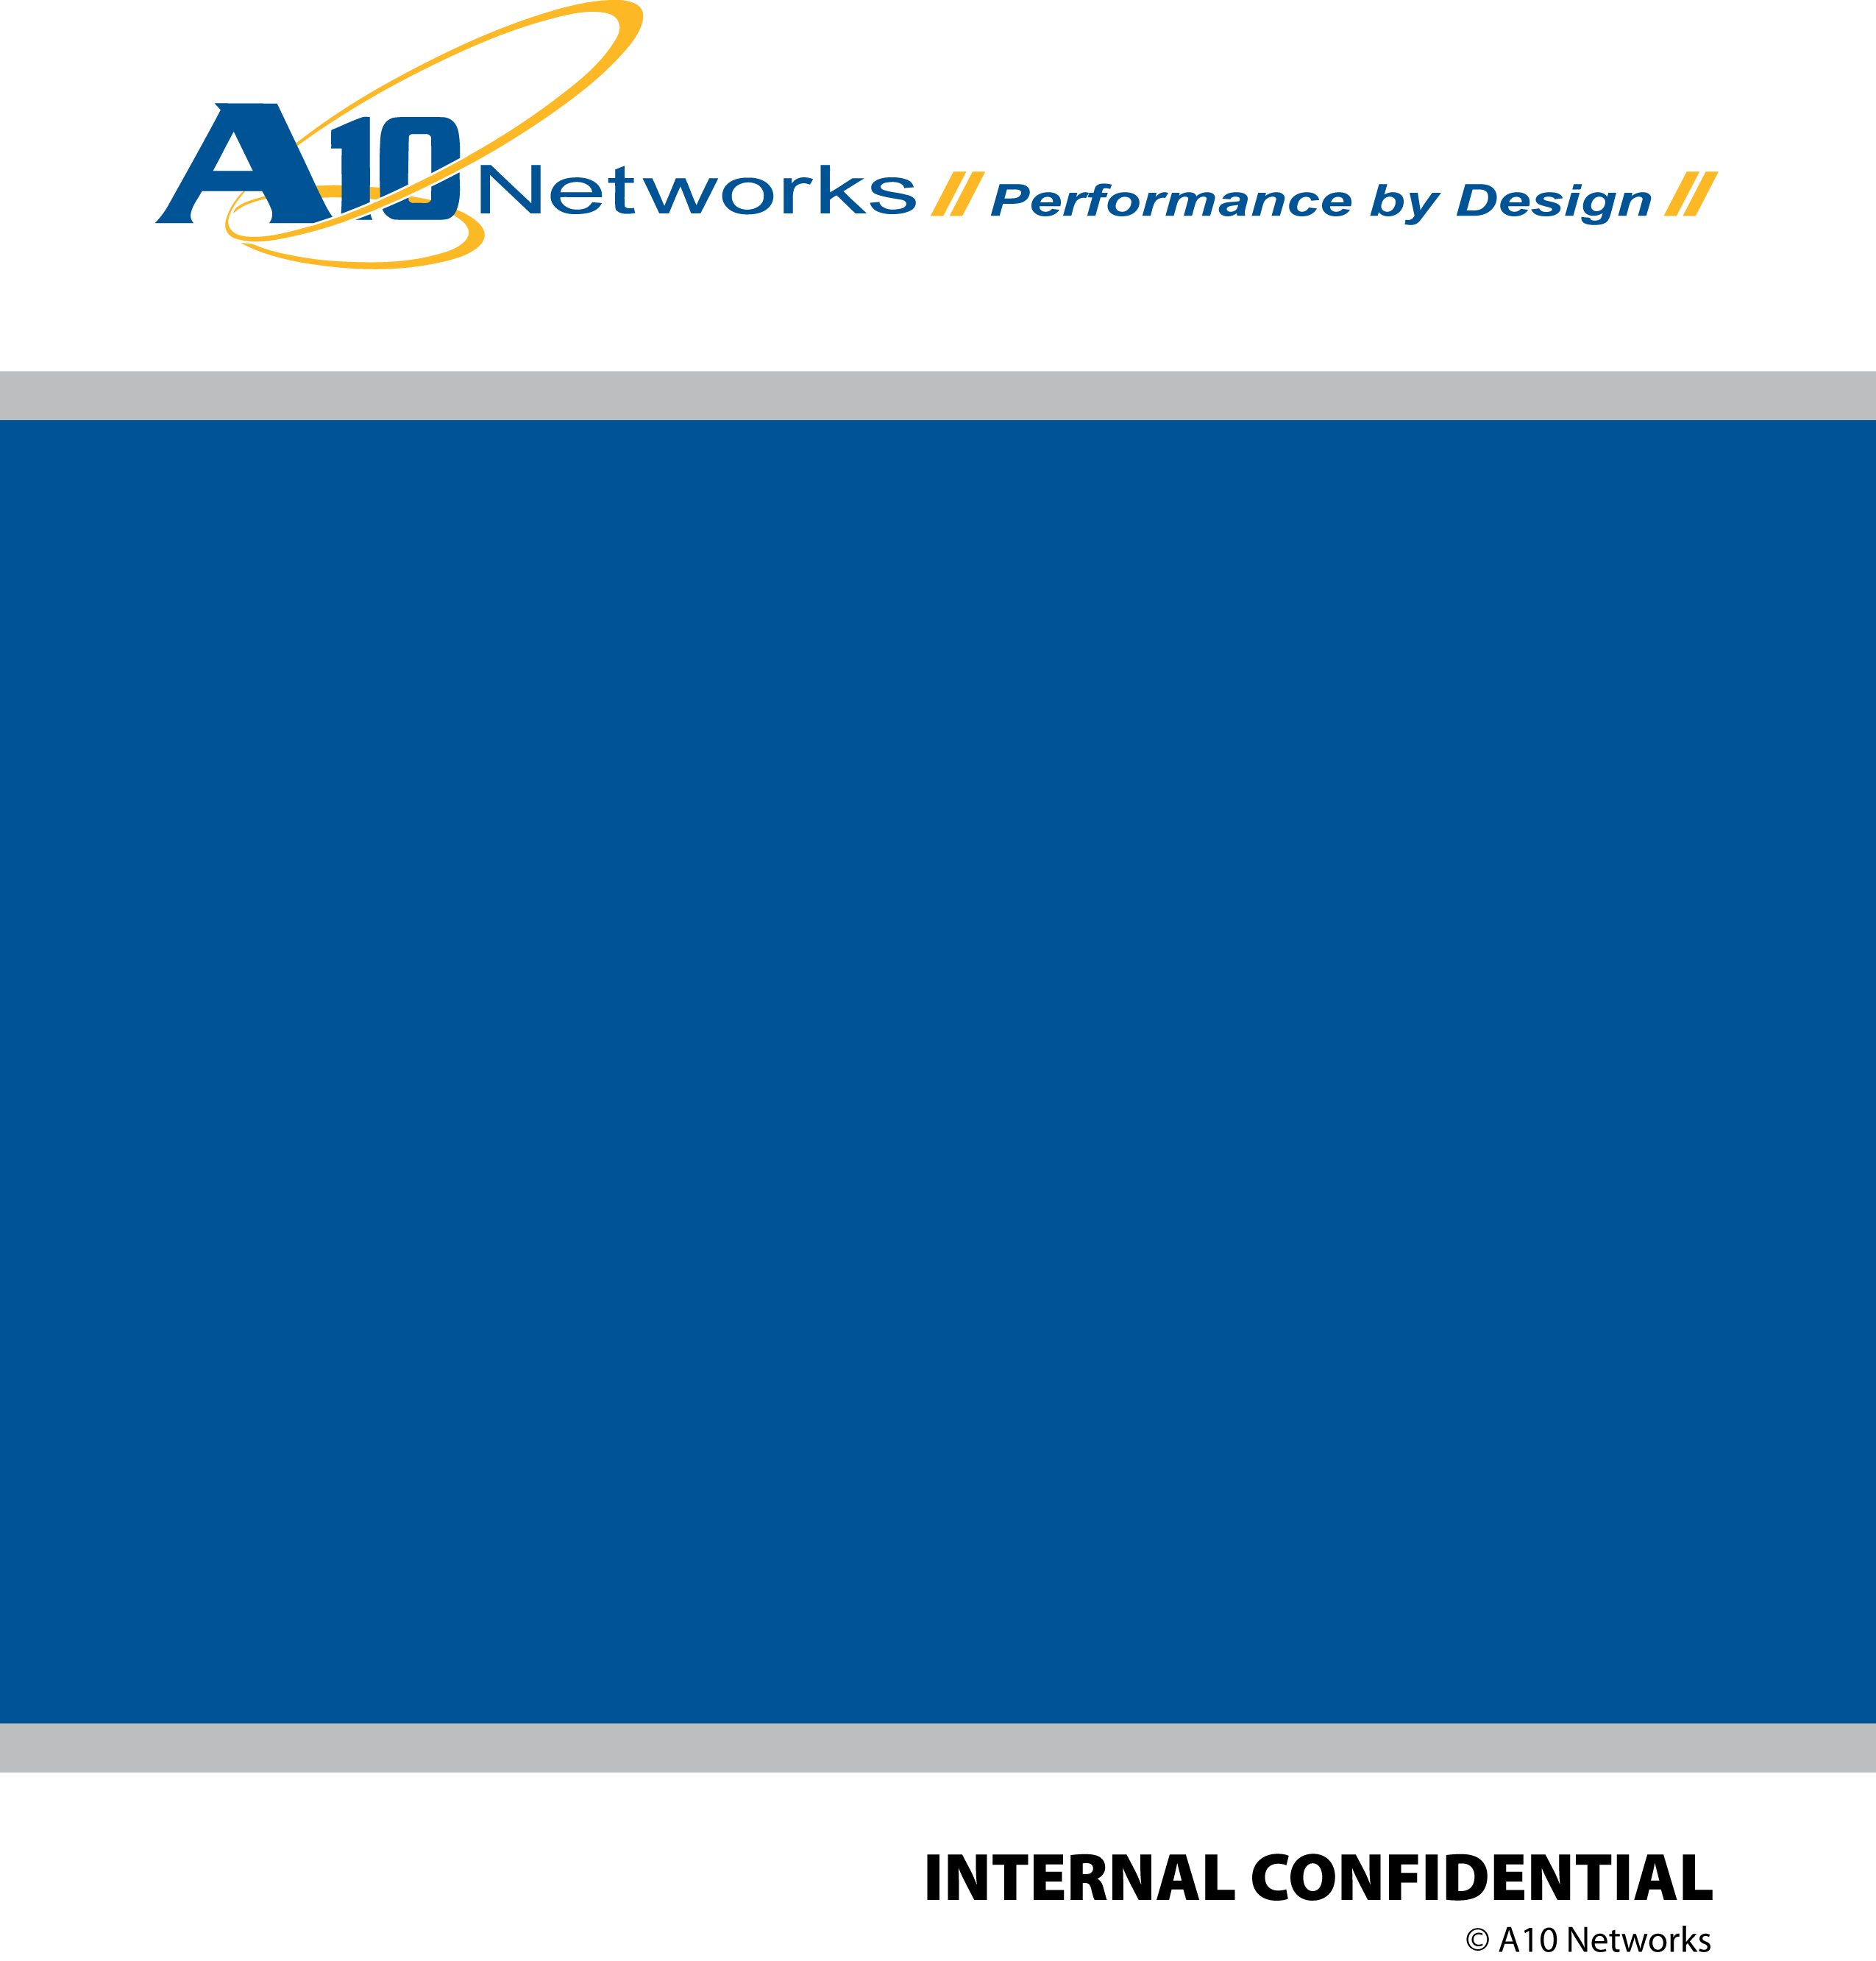 A10 Networks // Performance by Design //
INTERNAL CONFIDENTIAL
© A10 Networks